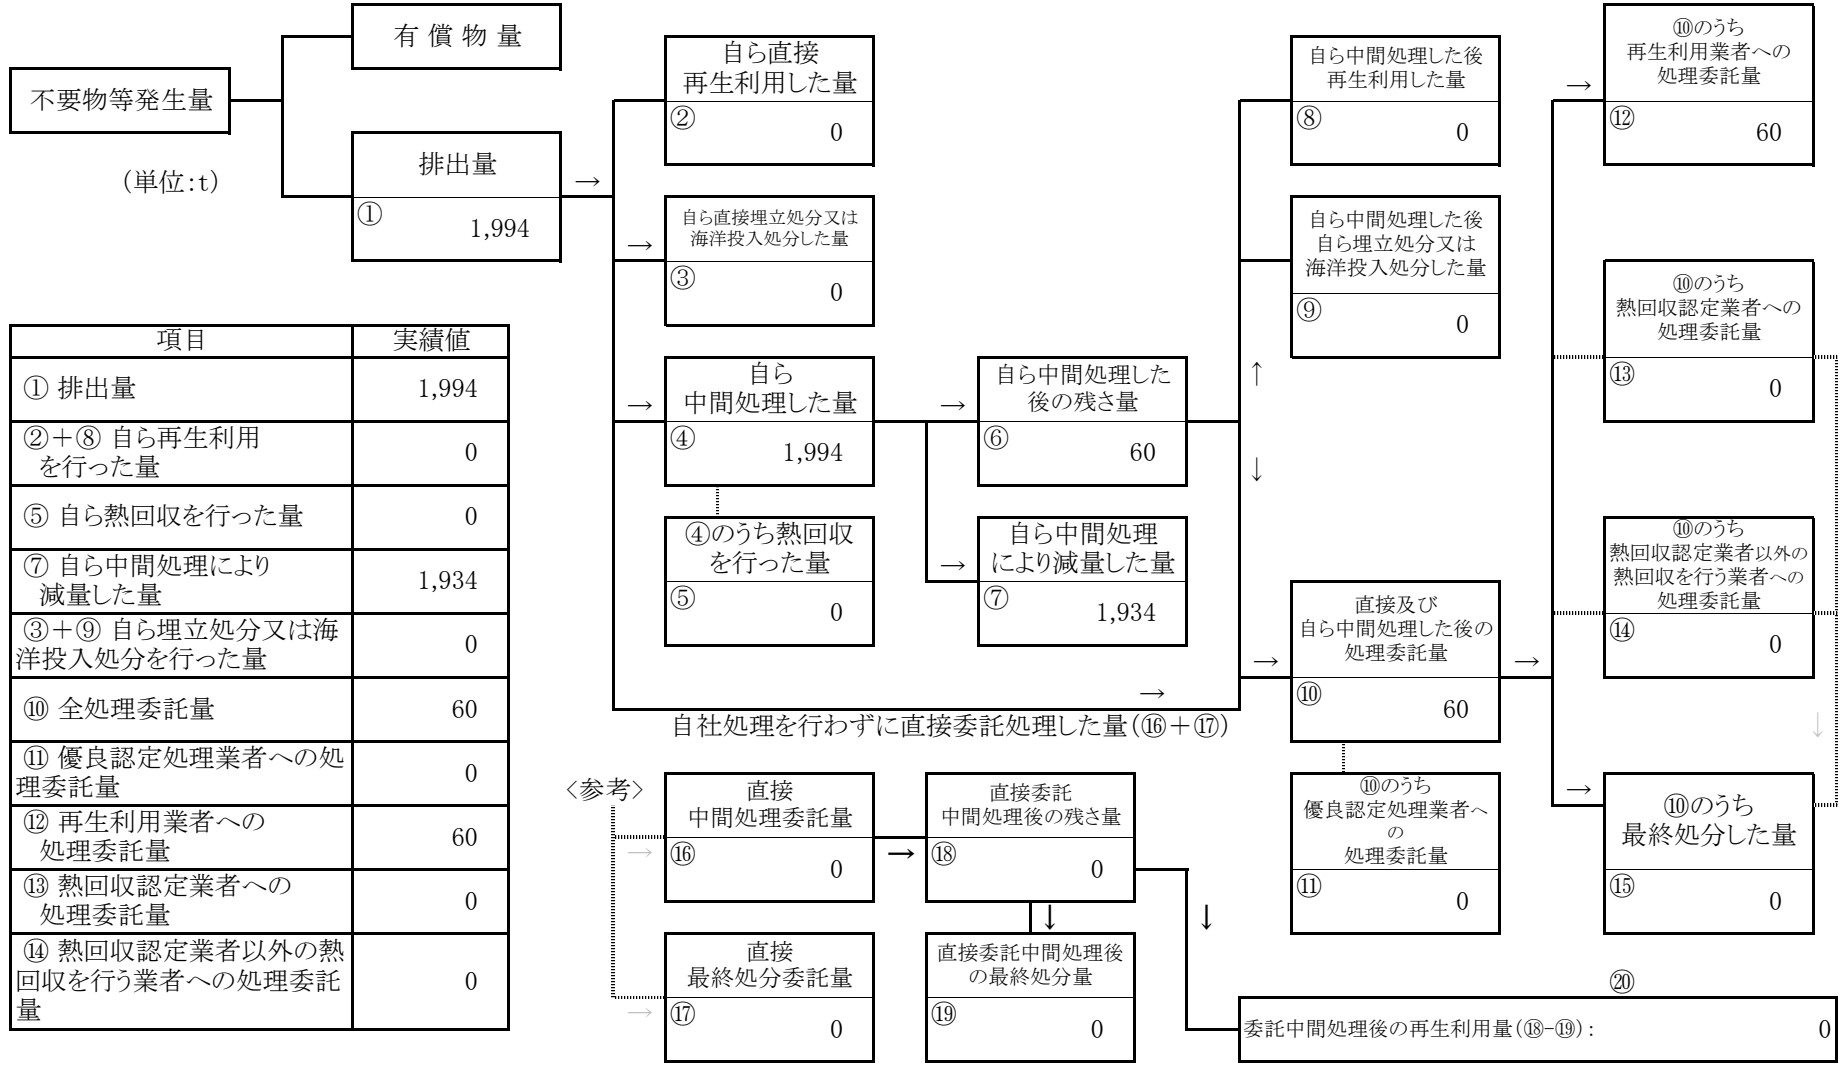 不要物等発生量
有 償 物 量
(単位:t)
排出量
①
1,994
→
自ら直接
再生利用した量
②
0
自ら直接埋立処分又は
海洋投入処分した量
→
③
0
自ら
中間処理した量
→
④
1,994
④のうち熱回収
を行った量
⑤
0
自ら中間処理した
後の残さ量
→
⑥
60
自ら中間処理
により減量した量
→
⑦
1,934
自ら中間処理した後
再生利用した量
⑧
0
自ら中間処理した後
自ら埋立処分又は
海洋投入処分した量
⑨
0
↑
↓
直接及び
自ら中間処理した後の
処理委託量
→
⑩
60
→
→
自社処理を行わずに直接委託処理した量(⑯+⑰)
⑩のうち
優良認定処理業者へ
の
処理委託量
⑪
0
⑩のうち
再生利用業者への
処理委託量
→
⑫
60
⑩のうち
熱回収認定業者への
処理委託量
⑬
0
⑩のうち
熱回収認定業者以外の
熱回収を行う業者への
処理委託量
⑭
0
↓
⑩のうち
最終処分した量
→
⑮
0
項目
実績値
① 排出量
1,994
②+⑧ 自ら再生利用
を行った量
0
⑤ 自ら熱回収を行った量
0
⑦ 自ら中間処理により
減量した量
1,934
③+⑨ 自ら埋立処分又は海
洋投入処分を行った量
0
⑩ 全処理委託量
60
⑪ 優良認定処理業者への処
理委託量
0
⑫ 再生利用業者への
処理委託量
60
⑬ 熱回収認定業者への
処理委託量
0
⑭ 熱回収認定業者以外の熱
回収を行う業者への処理委託
量
0
<参考>
直接
中間処理委託量
→
⑯
0
直接
最終処分委託量
→
⑰
0
直接委託
中間処理後の残さ量
→
⑱
0
↓
直接委託中間処理後
の最終処分量
⑲
0
↓
⑳
委託中間処理後の再生利用量(⑱-⑲):
0